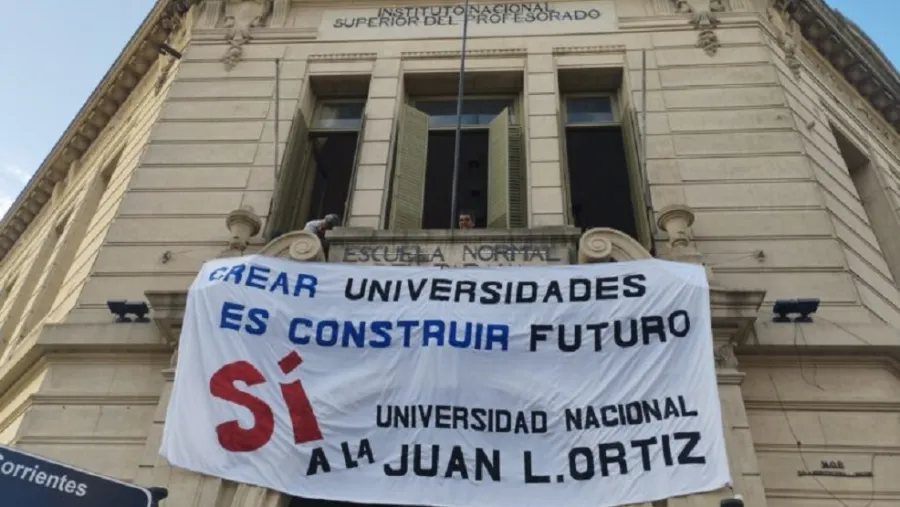 INSTITUTO NACIONAL
SUPERIOR DEL PROFESORADO
ESCUELA NORMAL
CREAR UNIVERSIDADES
ES CONSTRUIR FUTURO
SÍ
UNIVERSIDAD NACIONAL
A LA JUAN L. ORTIZ
Corrientes